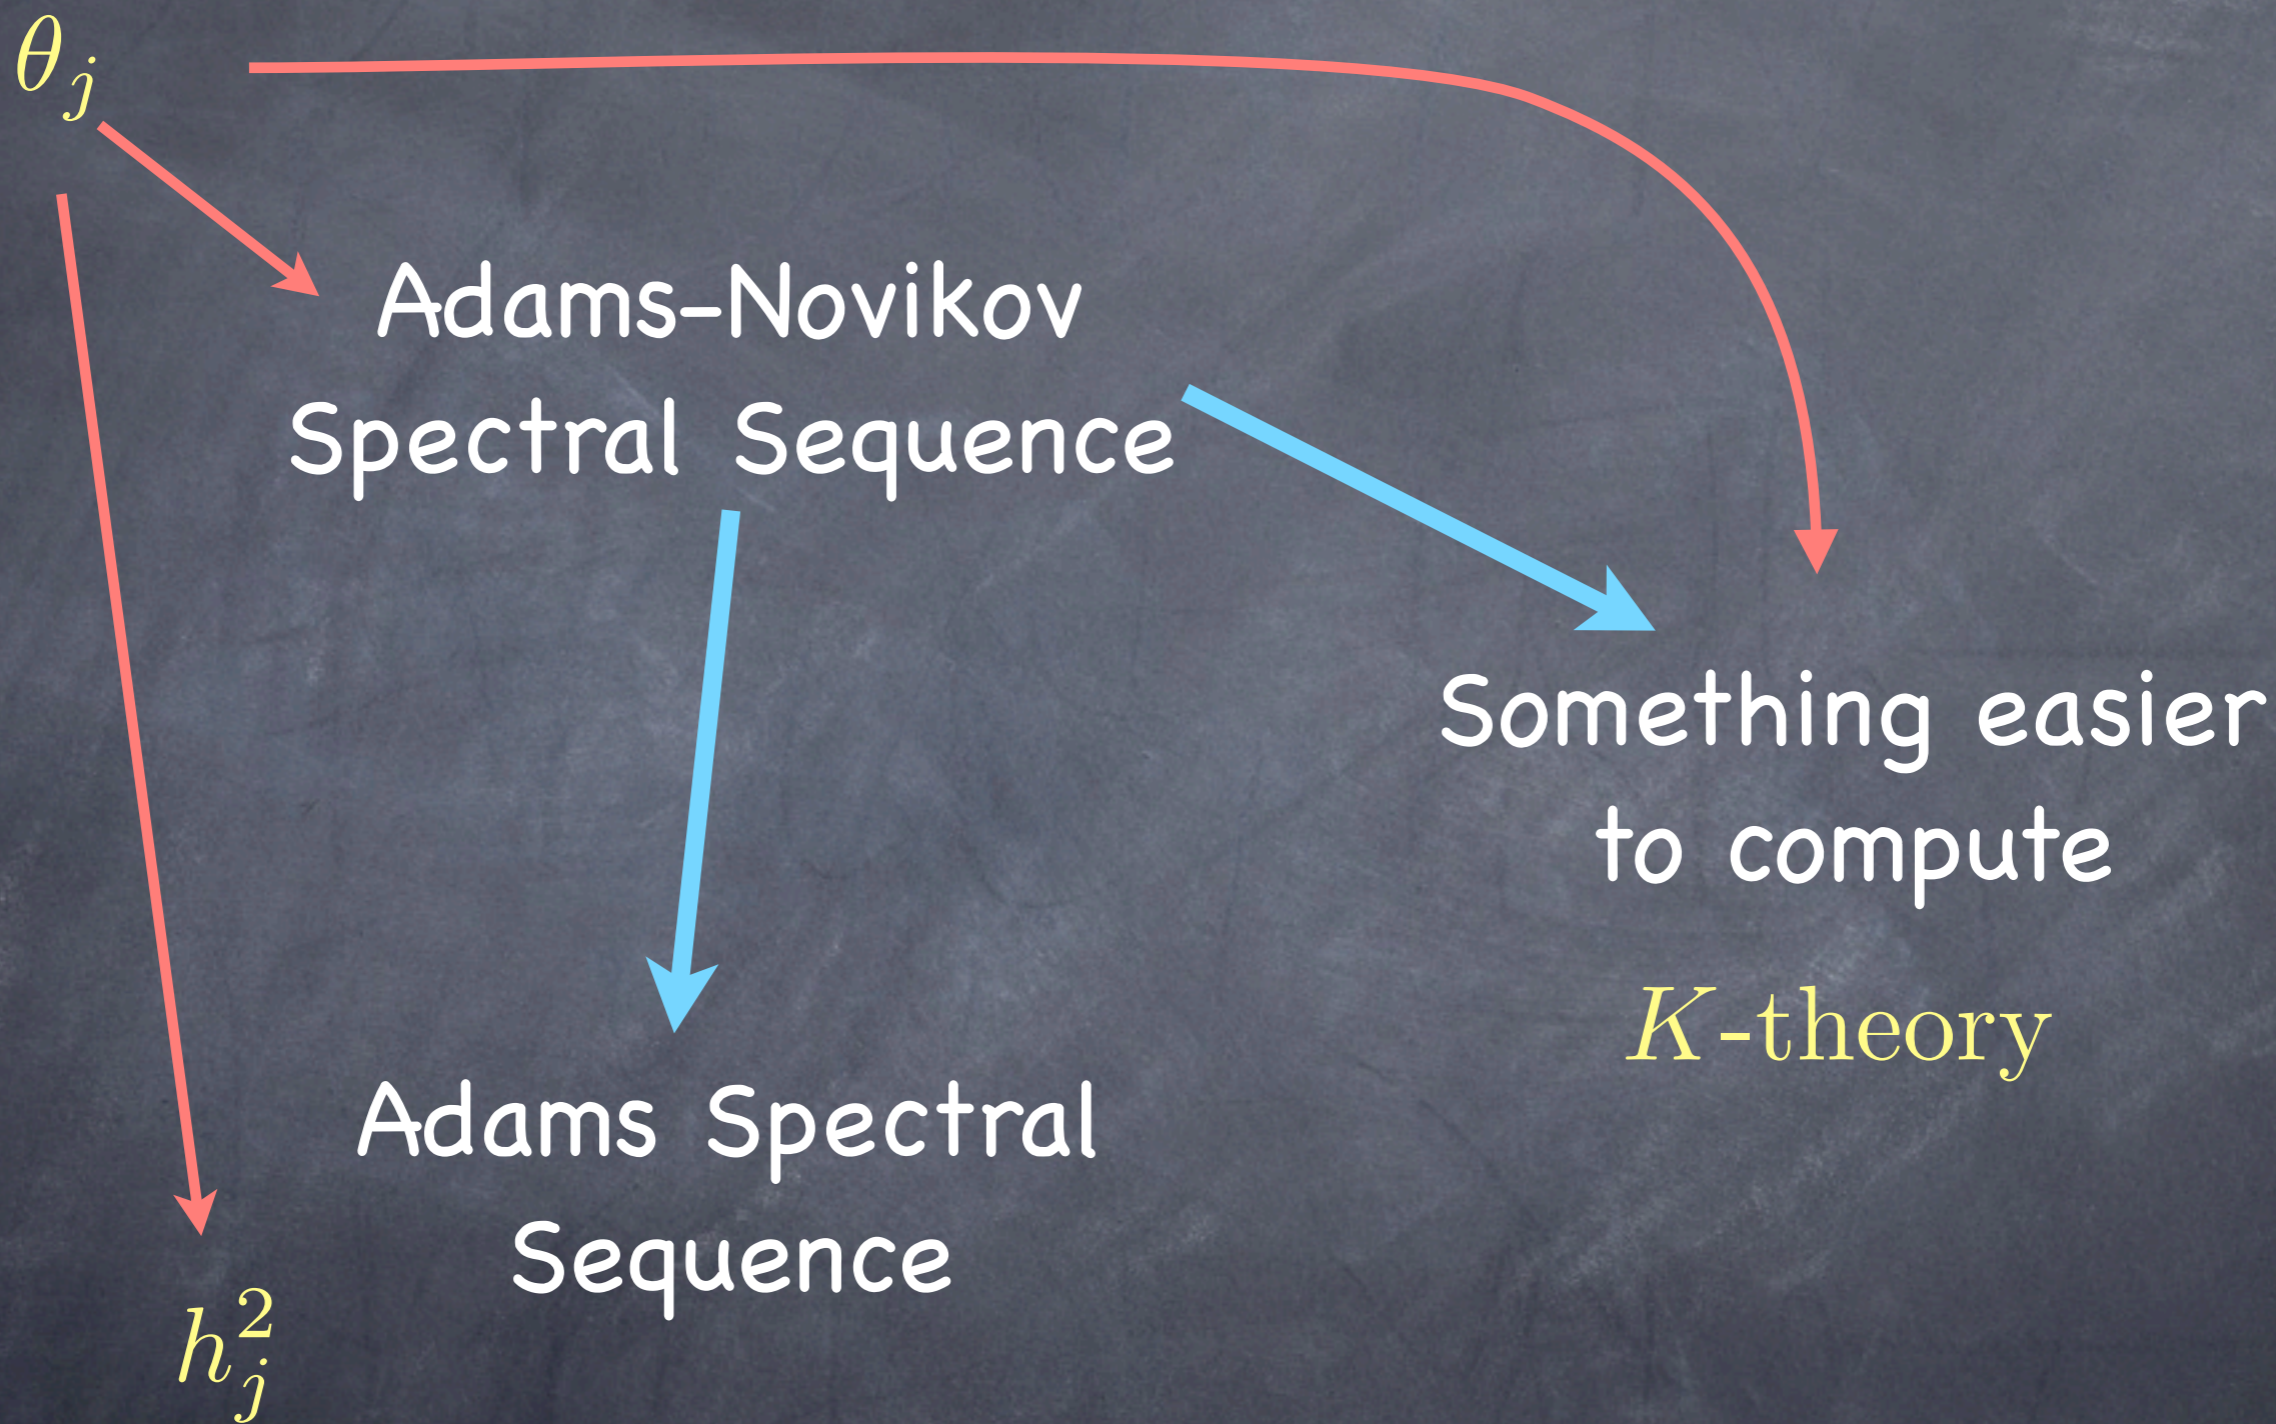 θ_j
Adams-Novikov
Spectral Sequence
Something easier
to compute
K-theory
Adams Spectral
Sequence
h_j^2